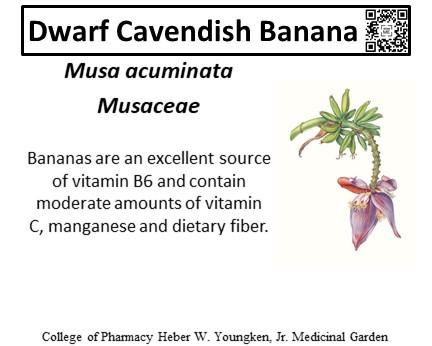 Dwarf Cavendish Banana
Musa acuminata
Musaceae
Bananas are an excellent source
of vitamin B6 and contain
moderate amounts of vitamin
C, manganese and dietary fiber.
College of Pharmacy Heber W. Youngken, Jr. Medicinal Garden